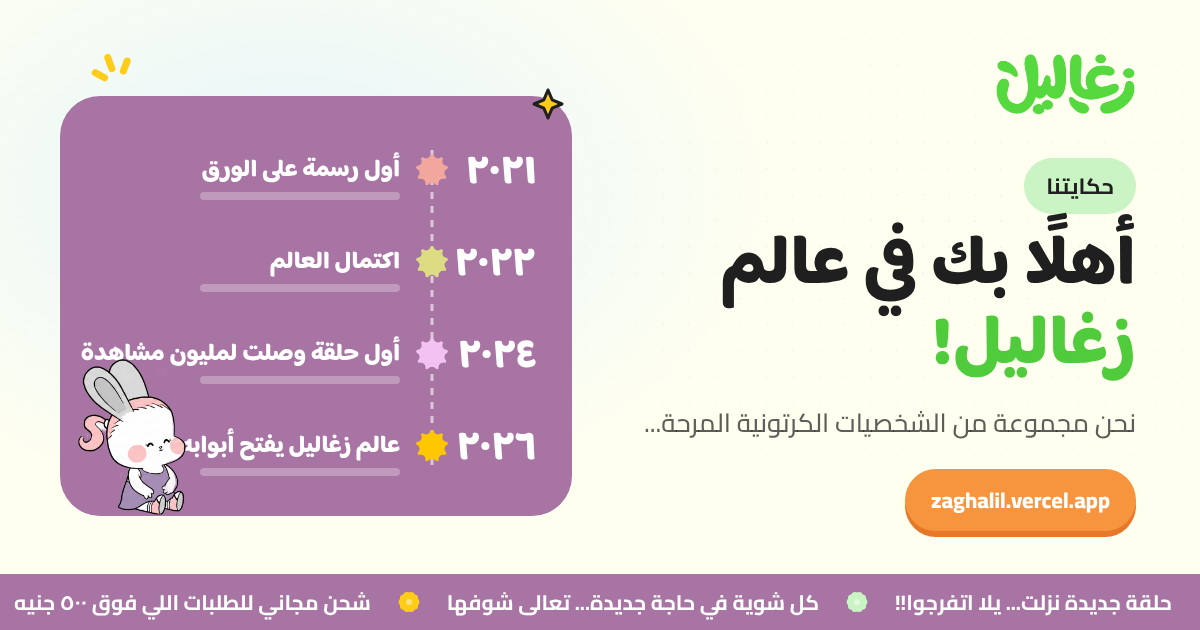 زغاليل
حكايتنا
أهلًا بك في عالم
زغاليل!
نحن مجموعة من الشخصيات الكرتونية المرحة...
zaghalil.vercel.app
٢٠٢١
أول رسمة على الورق
٢٠٢٢
اكتمال العالم
٢٠٢٤
أول حلقة وصلت لمليون مشاهدة
٢٠٢٦
عالم زغاليل يفتح أبوابه
حلقة جديدة نزلت... يلا اتفرجوا!!
كل شوية في حاجة جديدة... تعالى شوفها
شحن مجاني للطلبات اللي فوق ٥٠٠ جنيه